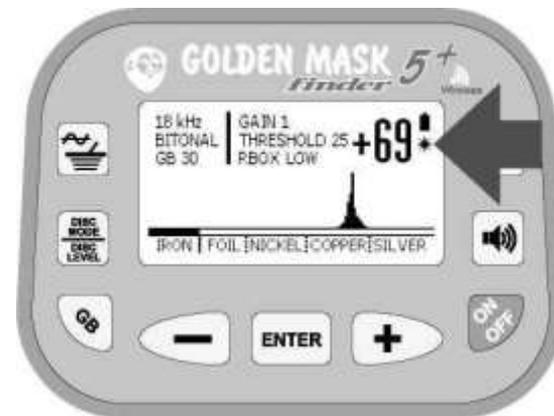 GOLDEN MASK
finder 5+
Wireless
18 kHz
BITONAL
GB 30
GAIN 1
THRESHOLD 25
P.BOX LOW
+69
IRON FOIL NICKEL COPPER SILVER
DISC
MODE
DISC
LEVEL
GB
− ENTER +
ON
OFF